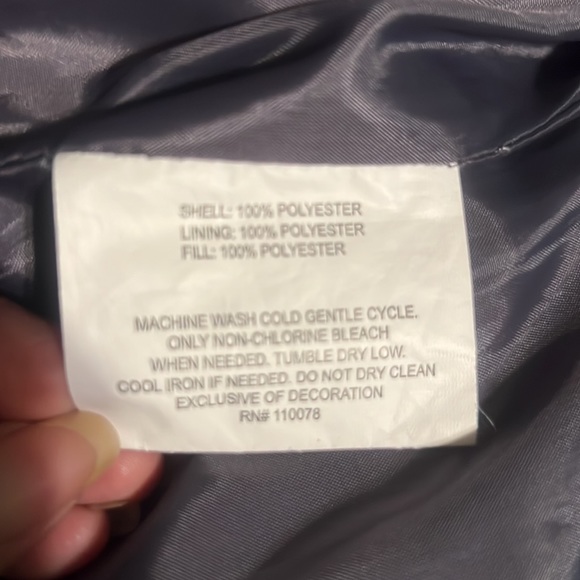 SHELL: 100% POLYESTER
LINING: 100% POLYESTER
FILL: 100% POLYESTER
MACHINE WASH COLD GENTLE CYCLE.
ONLY NON-CHLORINE BLEACH
WHEN NEEDED. TUMBLE DRY LOW.
COOL IRON IF NEEDED. DO NOT DRY CLEAN
EXCLUSIVE OF DECORATION
RN# 110078